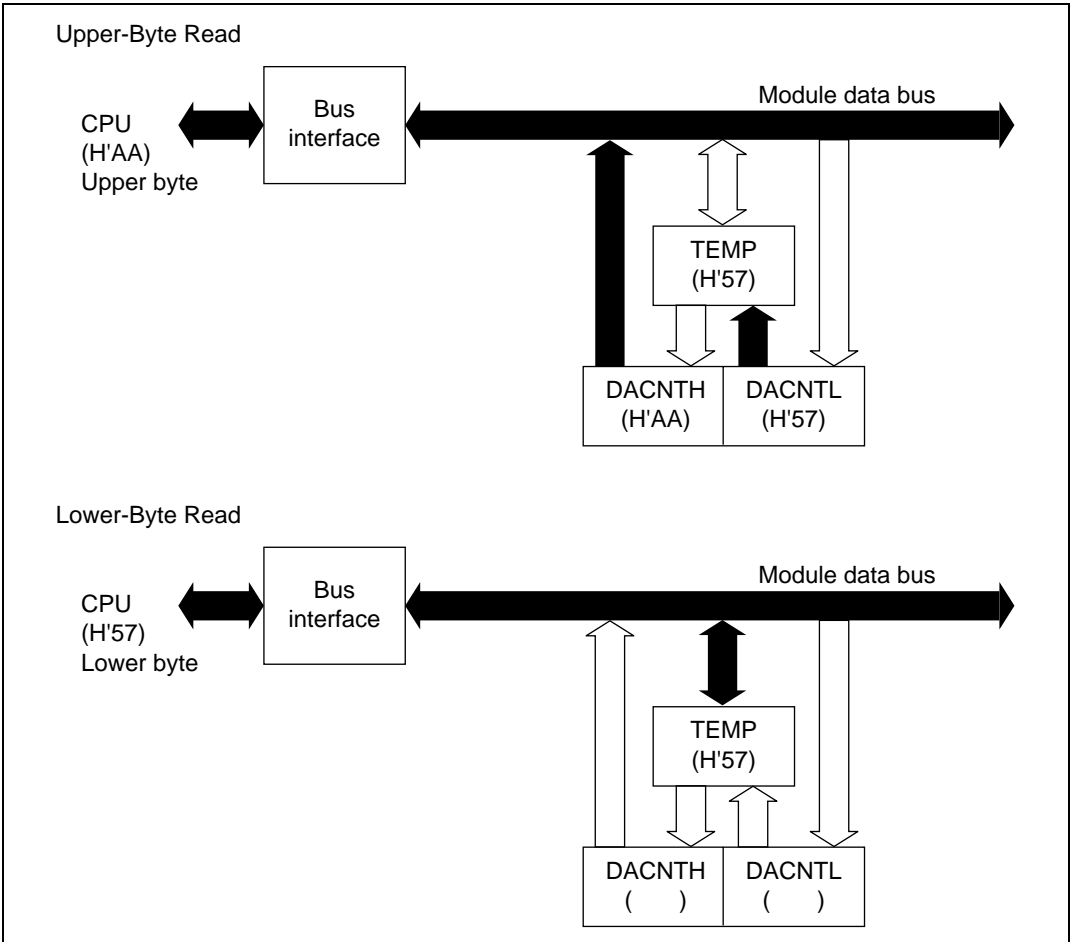 Upper-Byte Read
CPU
(H'AA)
Upper byte
Bus
interface
Module data bus
TEMP
(H'57)
DACNTH
(H'AA)
DACNTL
(H'57)
Lower-Byte Read
CPU
(H'57)
Lower byte
Bus
interface
Module data bus
TEMP
(H'57)
DACNTH
( )
DACNTL
( )